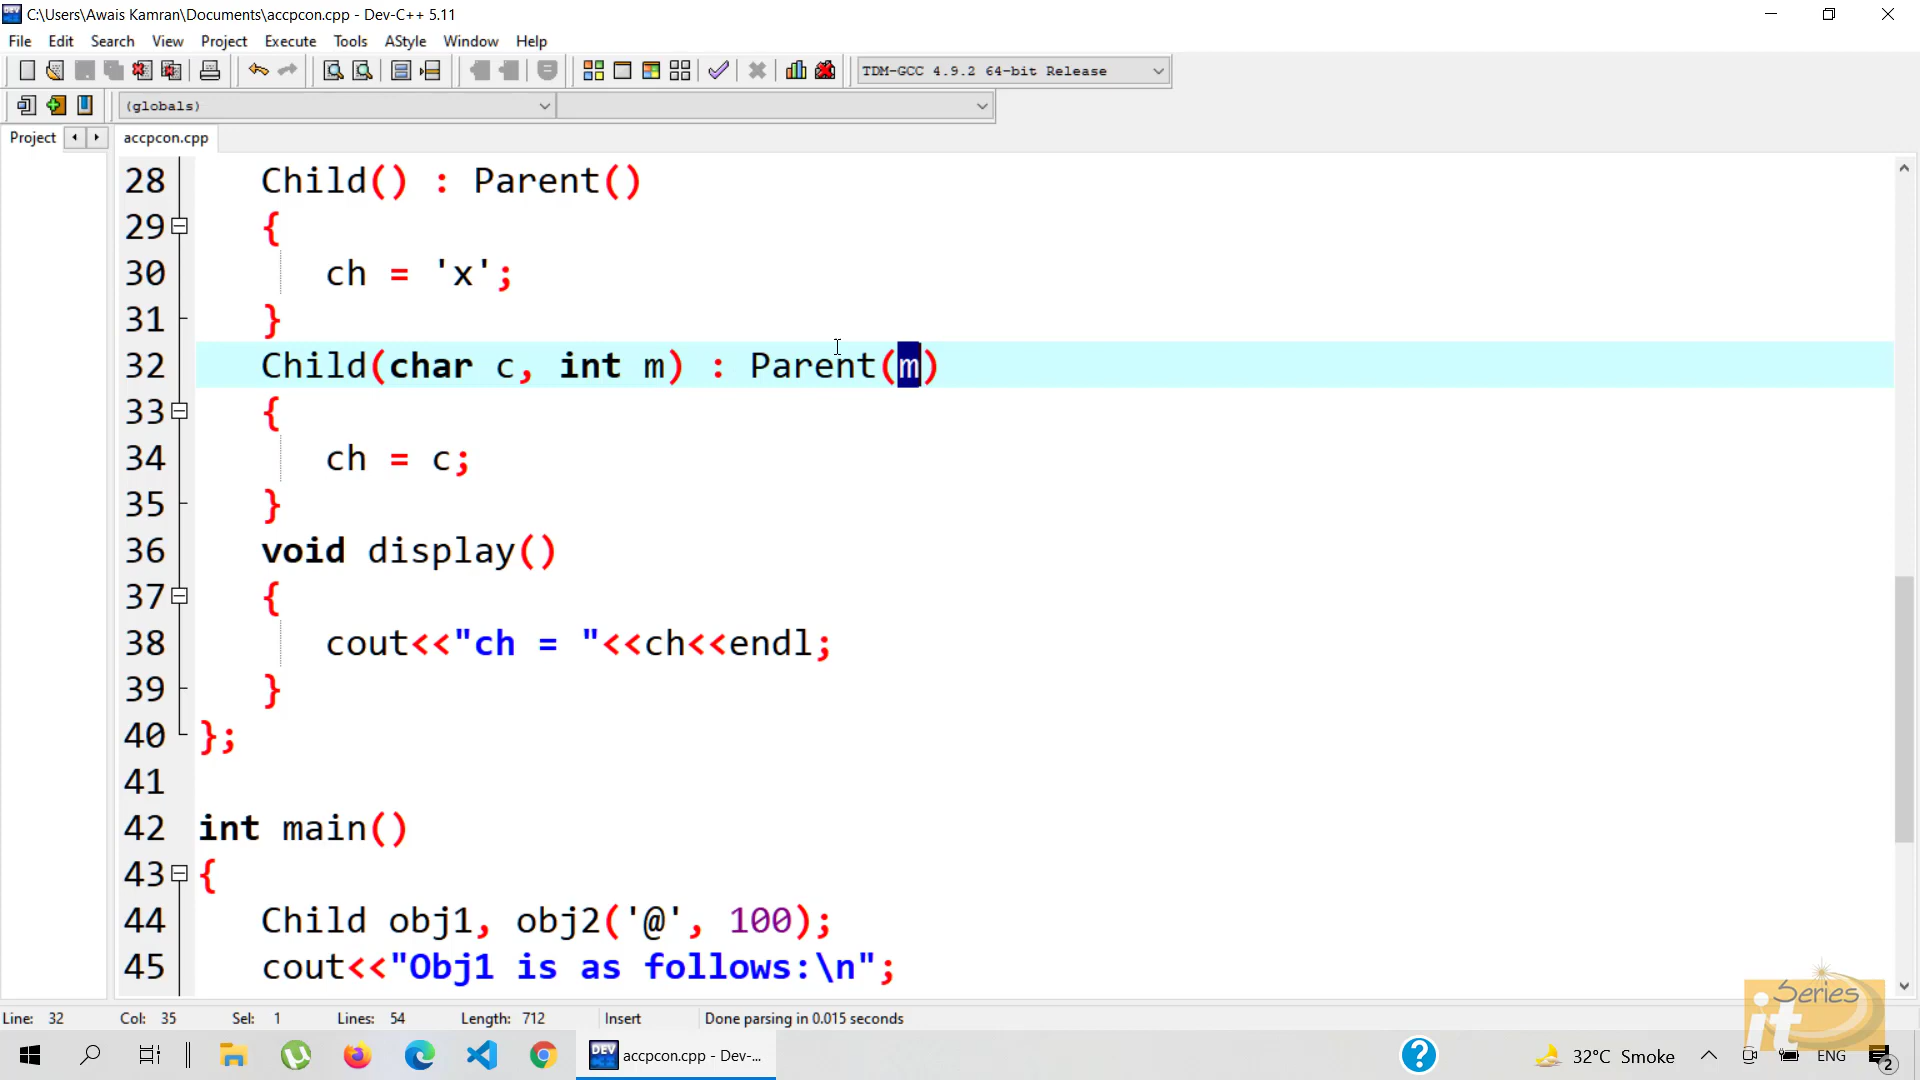 C:\Users\Awais Kamran\Documents\accpcon.cpp - Dev-C++ 5.11
File Edit Search View Project Execute Tools AStyle Window Help
TDM-GCC 4.9.2 64-bit Release
(globals)
Project accpcon.cpp
28 Child() : Parent()
29 {
30 ch = 'x';
31 }
32 Child(char c, int m) : Parent(m)
33 {
34 ch = c;
35 }
36 void display()
37 {
38 cout<<"ch = "<<ch<<endl;
39 }
40 };
41
42 int main()
43 {
44 Child obj1, obj2('@', 100);
45 cout<<"Obj1 is as follows:\n";
Series
it
Line: 32 Col: 35 Sel: 1 Lines: 54 Length: 712 Insert Done parsing in 0.015 seconds
DEV accpcon.cpp - Dev-... 32°C Smoke ENG 2